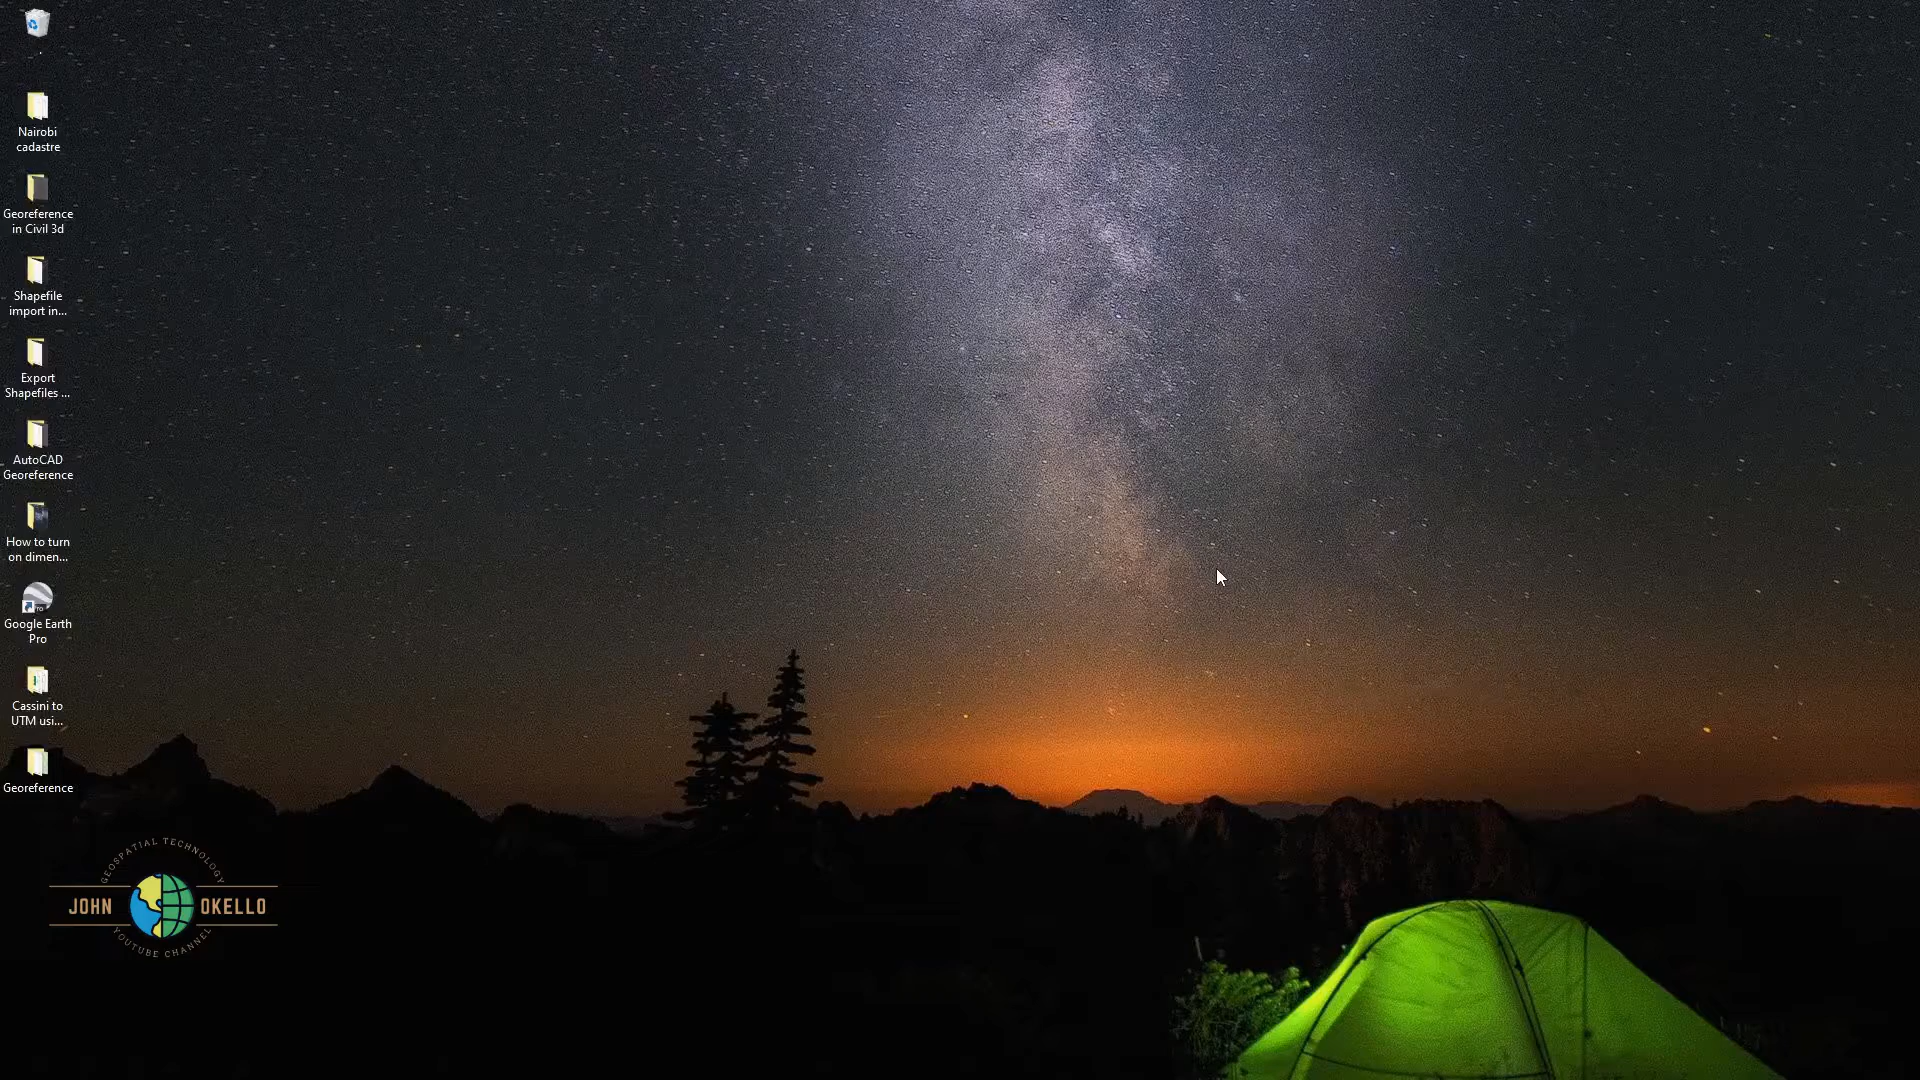 .
Nairobi
cadastre
Georeference
in Civil 3d
Shapefile
import in...
Export
Shapefiles ...
AutoCAD
Georeference
How to turn
on dimen...
Google Earth
Pro
Cassini to
UTM usi...
Georeference
GEOSPATIAL TECHNOLOGY
JOHN OKELLO
YOUTUBE CHANNEL